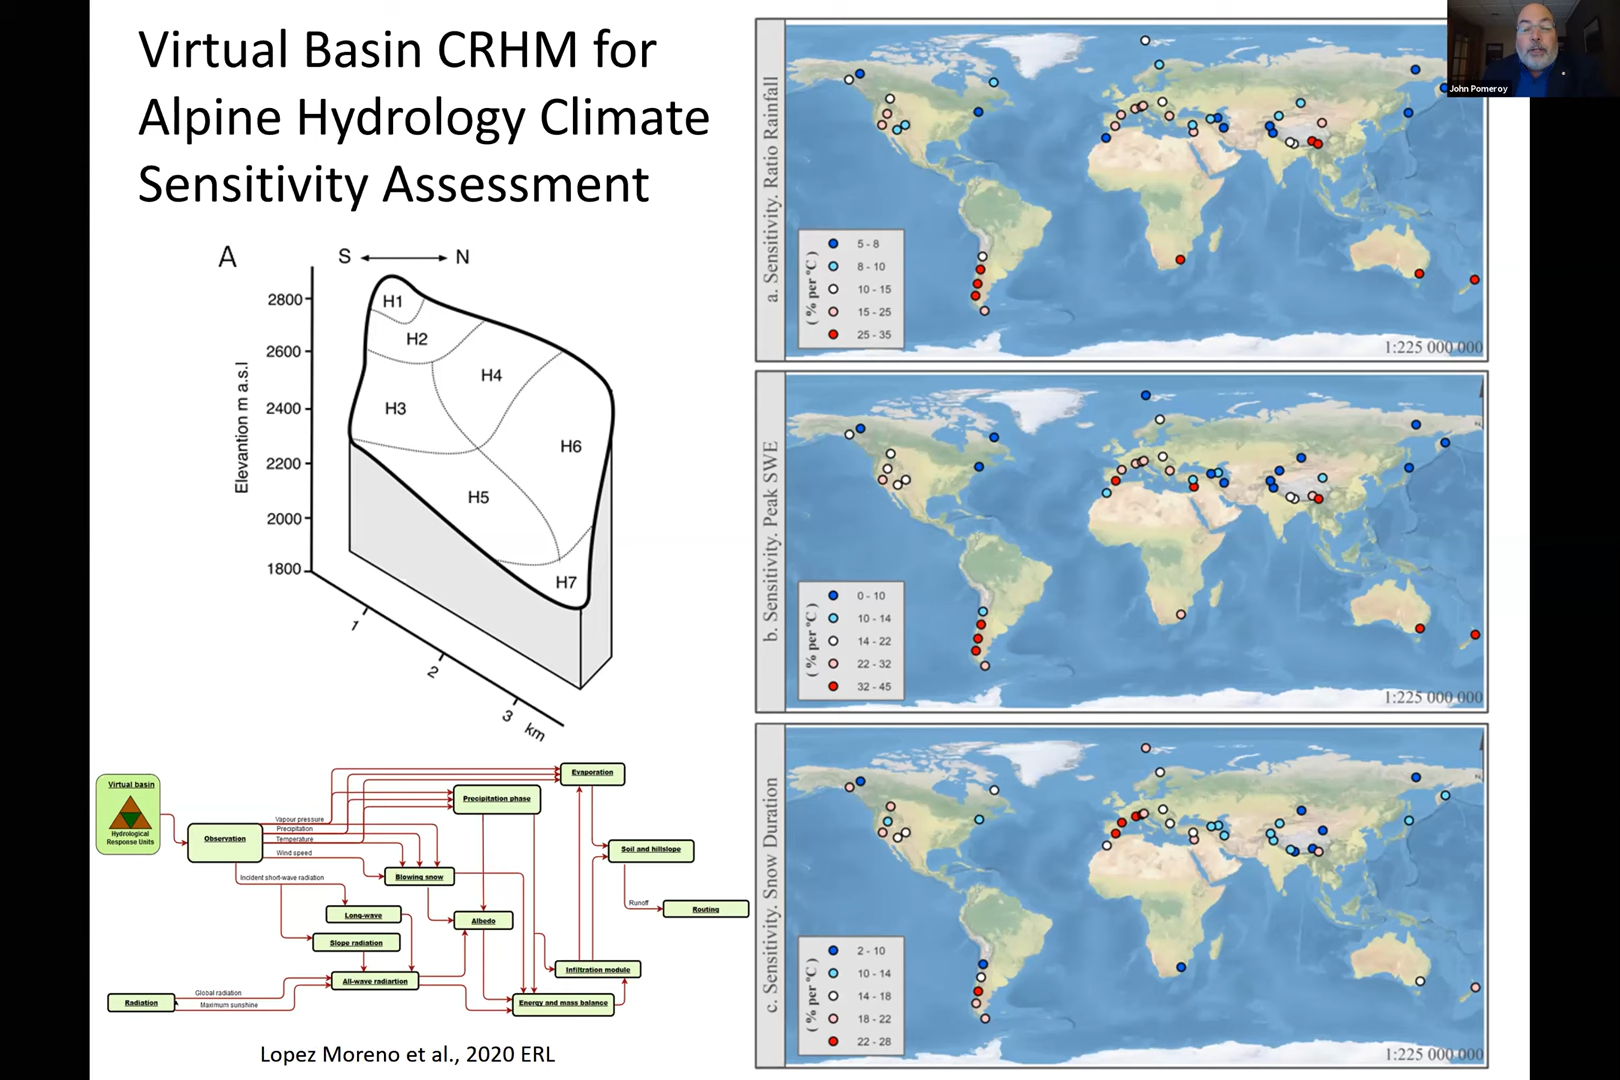 Virtual Basin CRHM for
Alpine Hydrology Climate
Sensitivity Assessment
A
S N
Elevantion m a.s.l
2800
2600
2400
2200
2000
1800
H1
H2
H3
H4
H5
H6
H7
1
2
3
km
Virtual basin
Hydrological
Response Units
Observation
Vapour pressure
Precipitation
Temperature
Wind speed
Incident short-wave radiation
Evaporation
Precipitation phase
Blowing snow
Long-wave
Albedo
Slope radiation
All-wave radiartion
Radiation
Global radiation
Maximum sunshine
Soil and hillslope
Runoff
Routing
Infiltration module
Energy and mass balance
Lopez Moreno et al., 2020 ERL
a. Sensitivity. Ratio Rainfall
( % per °C )
5 - 8
8 - 10
10 - 15
15 - 25
25 - 35
1:225 000 000
b. Sensitivity. Peak SWE
( % per °C )
0 - 10
10 - 14
14 - 22
22 - 32
32 - 45
1:225 000 000
c. Sensitivity. Snow Duration
( % per °C )
2 - 10
10 - 14
14 - 18
18 - 22
22 - 28
1:225 000 000
John Pomeroy